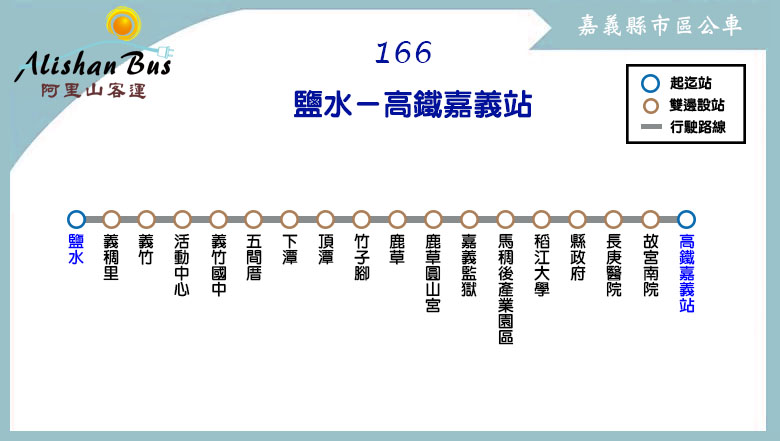 Alishan Bus
阿里山客運
嘉義縣市區公車
166
鹽水－高鐵嘉義站
起迄站
雙邊設站
行駛路線
鹽水
義稠里
義竹
活動中心
義竹國中
五間厝
下潭
頂潭
竹子腳
鹿草
鹿草圓山宮
嘉義監獄
馬稠後產業園區
稻江大學
縣政府
長庚醫院
故宮南院
高鐵嘉義站